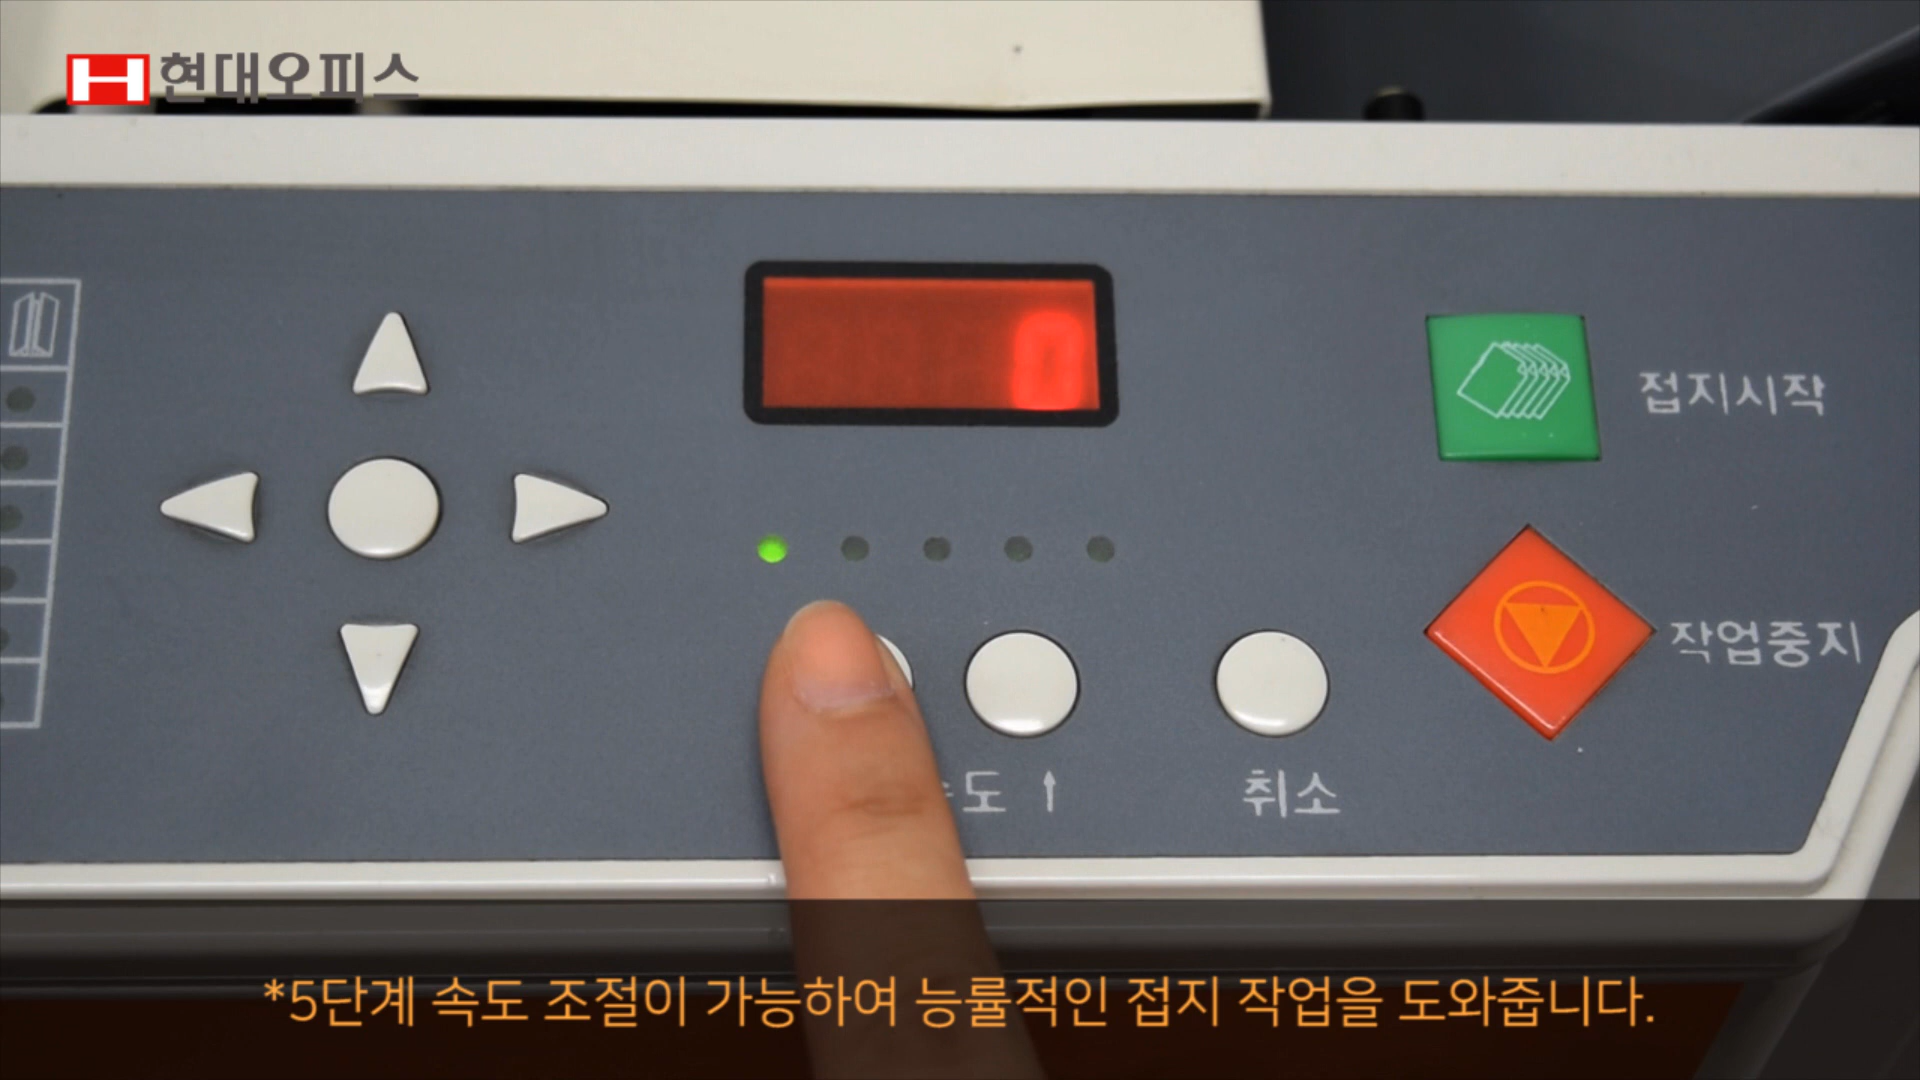 현대오피스
0
접지시작
작업중지
도 ↑
취소
*5단계 속도 조절이 가능하여 능률적인 접지 작업을 도와줍니다.